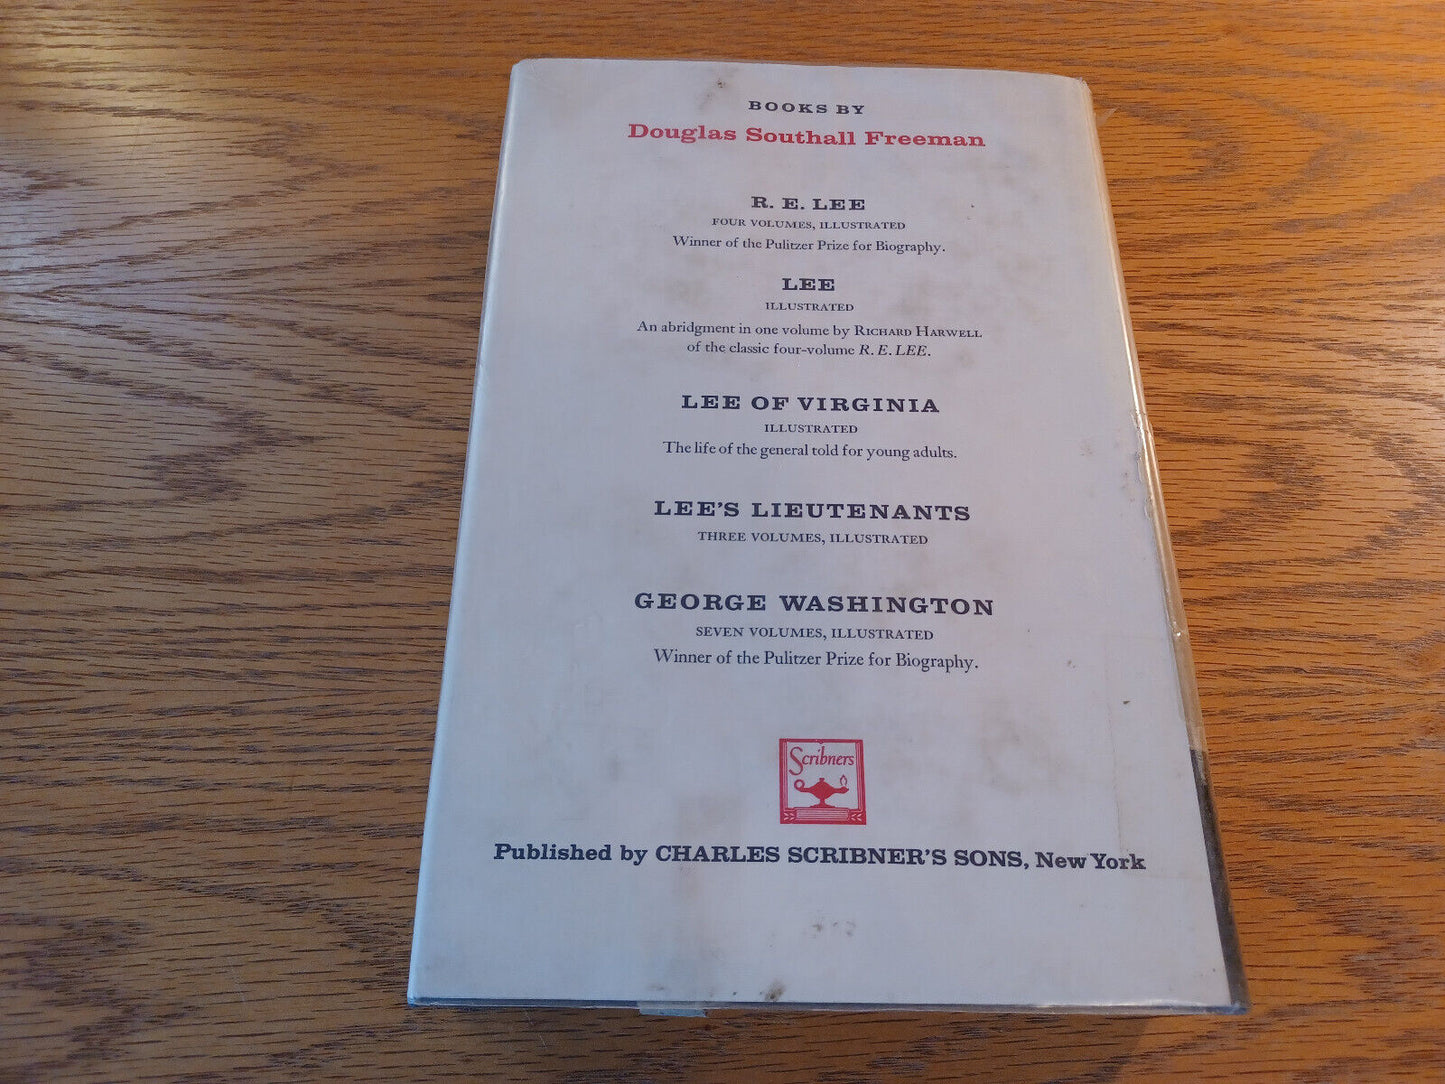 BOOKS BY
Douglas Southall Freeman
R. E. LEE
FOUR VOLUMES, ILLUSTRATED
Winner of the Pulitzer Prize for Biography.
LEE
ILLUSTRATED
An abridgment in one volume by RICHARD HARWELL
of the classic four-volume R. E. LEE.
LEE OF VIRGINIA
ILLUSTRATED
The life of the general told for young adults.
LEE'S LIEUTENANTS
THREE VOLUMES, ILLUSTRATED
GEORGE WASHINGTON
SEVEN VOLUMES, ILLUSTRATED
Winner of the Pulitzer Prize for Biography.
Scribners
Published by CHARLES SCRIBNER'S SONS, New York